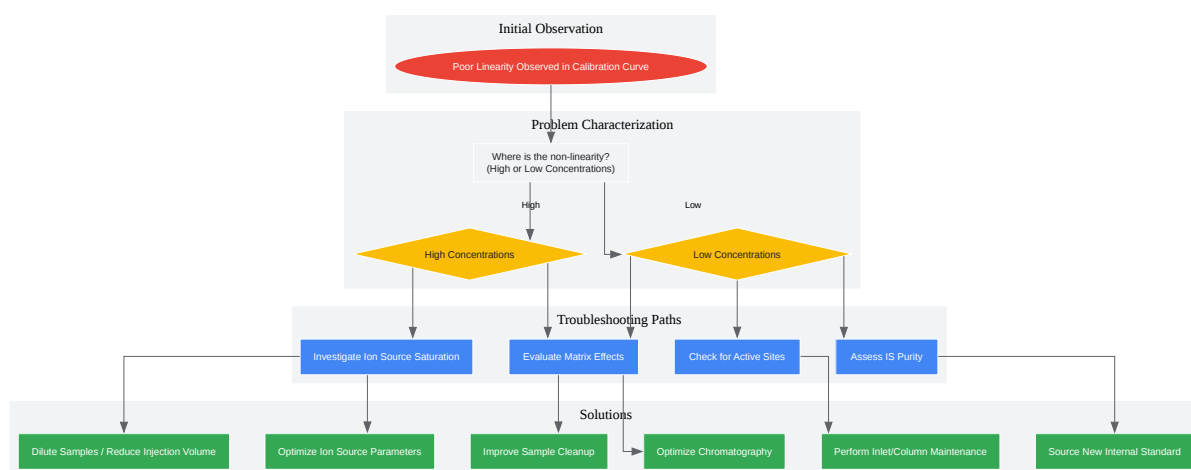 Initial Observation
Poor Linearity Observed in Calibration Curve
Problem Characterization
Where is the non-linearity?
(High or Low Concentrations)
High
Low
High Concentrations
Low Concentrations
Troubleshooting Paths
Investigate Ion Source Saturation
Evaluate Matrix Effects
Check for Active Sites
Assess IS Purity
Solutions
Dilute Samples / Reduce Injection Volume
Optimize Ion Source Parameters
Improve Sample Cleanup
Optimize Chromatography
Perform Inlet/Column Maintenance
Source New Internal Standard